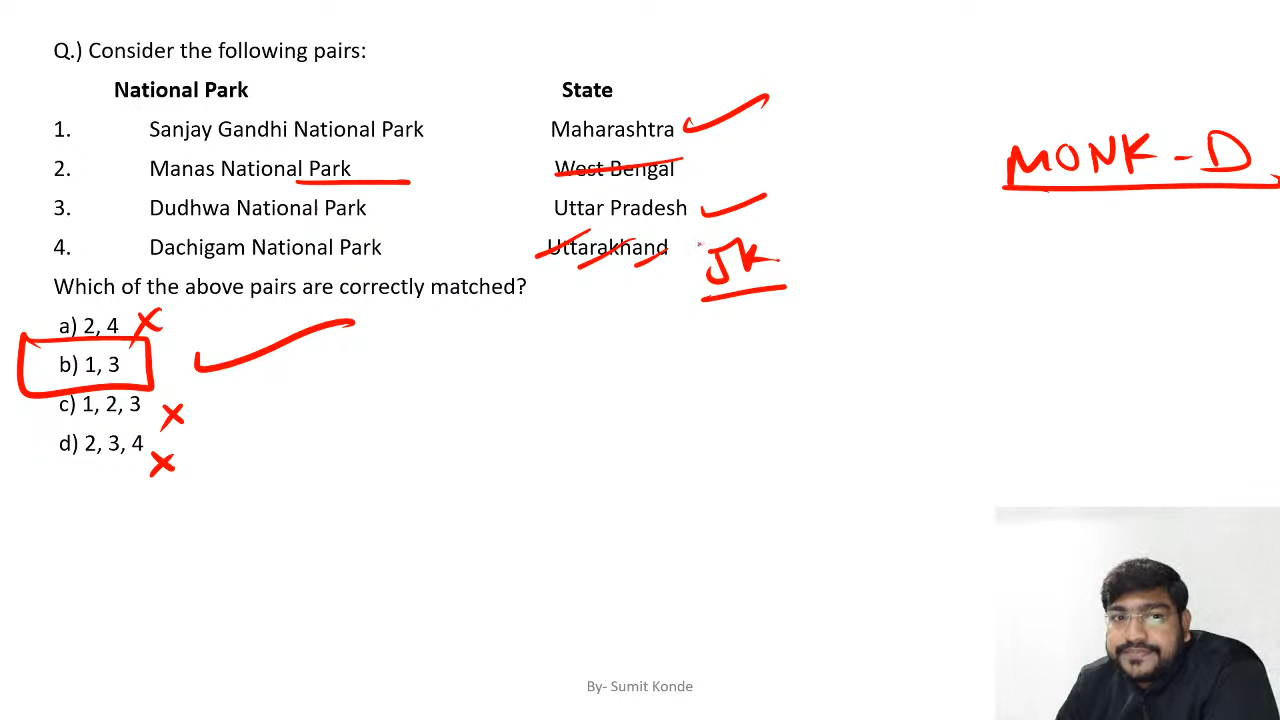 Q.) Consider the following pairs:
National Park State
1. Sanjay Gandhi National Park Maharashtra
2. Manas National Park West Bengal
3. Dudhwa National Park Uttar Pradesh
4. Dachigam National Park Uttarakhand JK
Which of the above pairs are correctly matched?
a) 2, 4
b) 1, 3
c) 1, 2, 3
d) 2, 3, 4
MONK - D
By- Sumit Konde